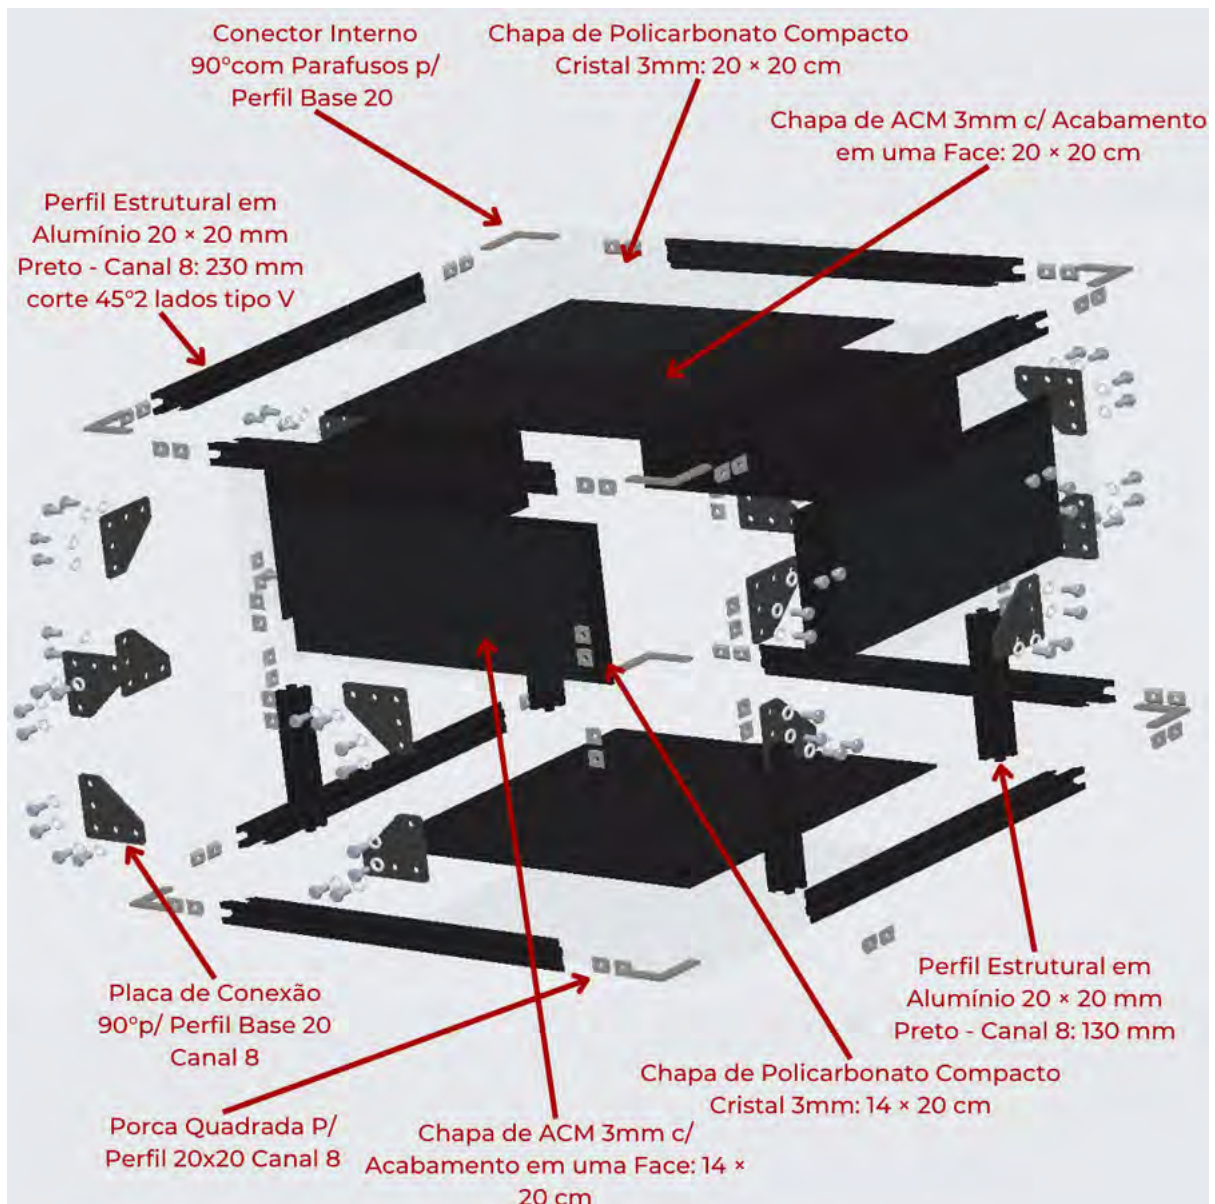 Conector Interno
90°com Parafusos p/
Perfil Base 20
Chapa de Policarbonato Compacto
Cristal 3mm: 20 × 20 cm
Chapa de ACM 3mm c/ Acabamento
em uma Face: 20 × 20 cm
Perfil Estrutural em
Alumínio 20 × 20 mm
Preto - Canal 8: 230 mm
corte 45°2 lados tipo V
Placa de Conexão
90°p/ Perfil Base 20
Canal 8
Perfil Estrutural em
Alumínio 20 × 20 mm
Preto - Canal 8: 130 mm
Chapa de Policarbonato Compacto
Cristal 3mm: 14 × 20 cm
Porca Quadrada P/
Perfil 20x20 Canal 8
Chapa de ACM 3mm c/
Acabamento em uma Face: 14 ×
20 cm